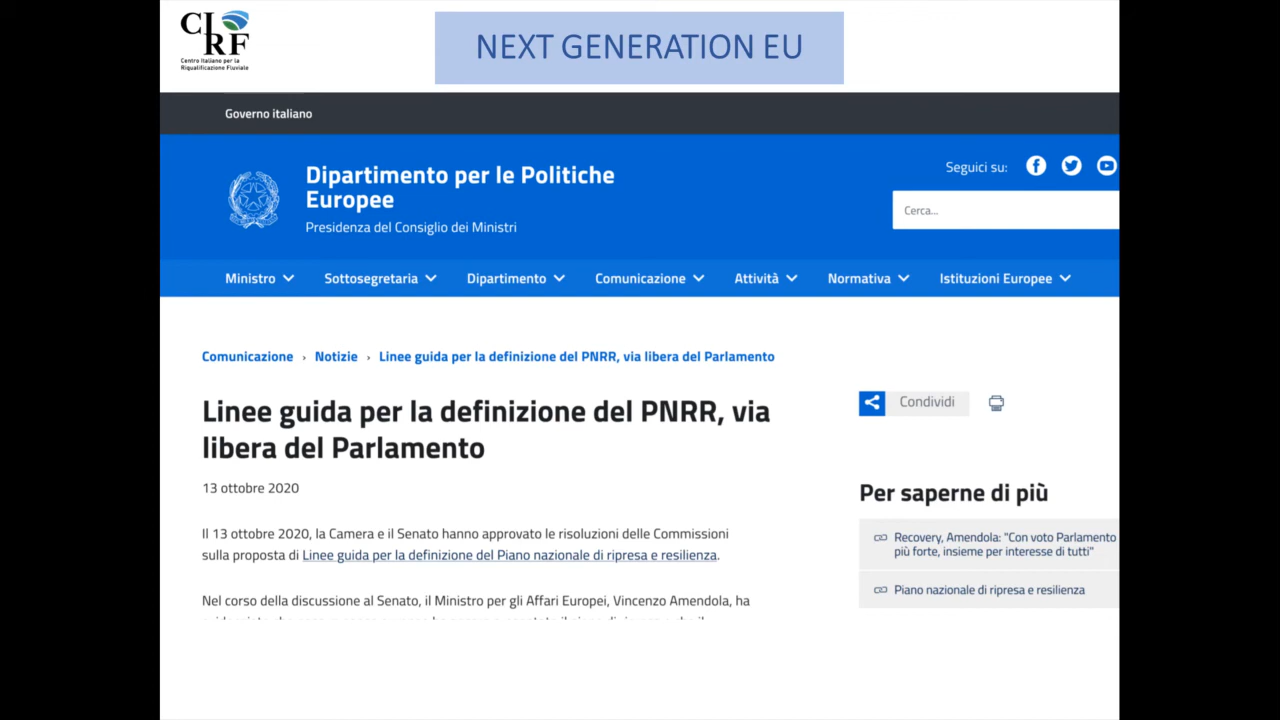 CIRF
Centro Italiano per la
Riqualificazione Fluviale
NEXT GENERATION EU
Governo italiano
Dipartimento per le Politiche
Europee
Presidenza del Consiglio dei Ministri
Seguici su:
Cerca...
Ministro
Sottosegretaria
Dipartimento
Comunicazione
Attività
Normativa
Istituzioni Europee
Comunicazione › Notizie › Linee guida per la definizione del PNRR, via libera del Parlamento
Linee guida per la definizione del PNRR, via
libera del Parlamento
13 ottobre 2020
Il 13 ottobre 2020, la Camera e il Senato hanno approvato le risoluzioni delle Commissioni
sulla proposta di Linee guida per la definizione del Piano nazionale di ripresa e resilienza.
Nel corso della discussione al Senato, il Ministro per gli Affari Europei, Vincenzo Amendola, ha
Condividi
Per saperne di più
Recovery, Amendola: "Con voto Parlamento
più forte, insieme per interesse di tutti"
Piano nazionale di ripresa e resilienza